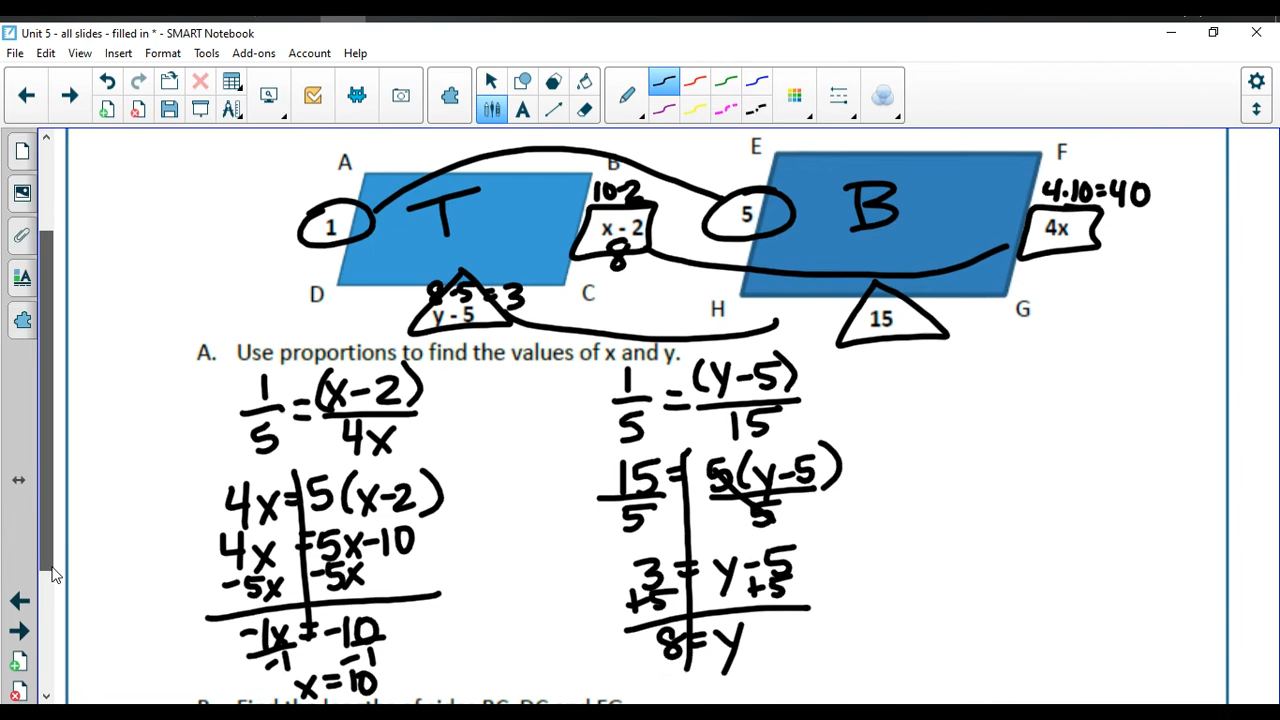 Unit 5 - all slides - filled in * - SMART Notebook
File Edit View Insert Format Tools Add-ons Account Help
A B E F
10-2 4·10=40
1 T x - 2 5 B 4x
8
D 8-5=3 C H G
y - 5 15
A. Use proportions to find the values of x and y.
1/5 = (x-2)/4x 1/5 = (y-5)/15
4x = 5(x-2) 15/5 = 5(y-5)/5
4x = 5x-10 3 = y-5
-5x -5x +5 +5
-1x/-1 = -10/-1 8 = y
x = 10